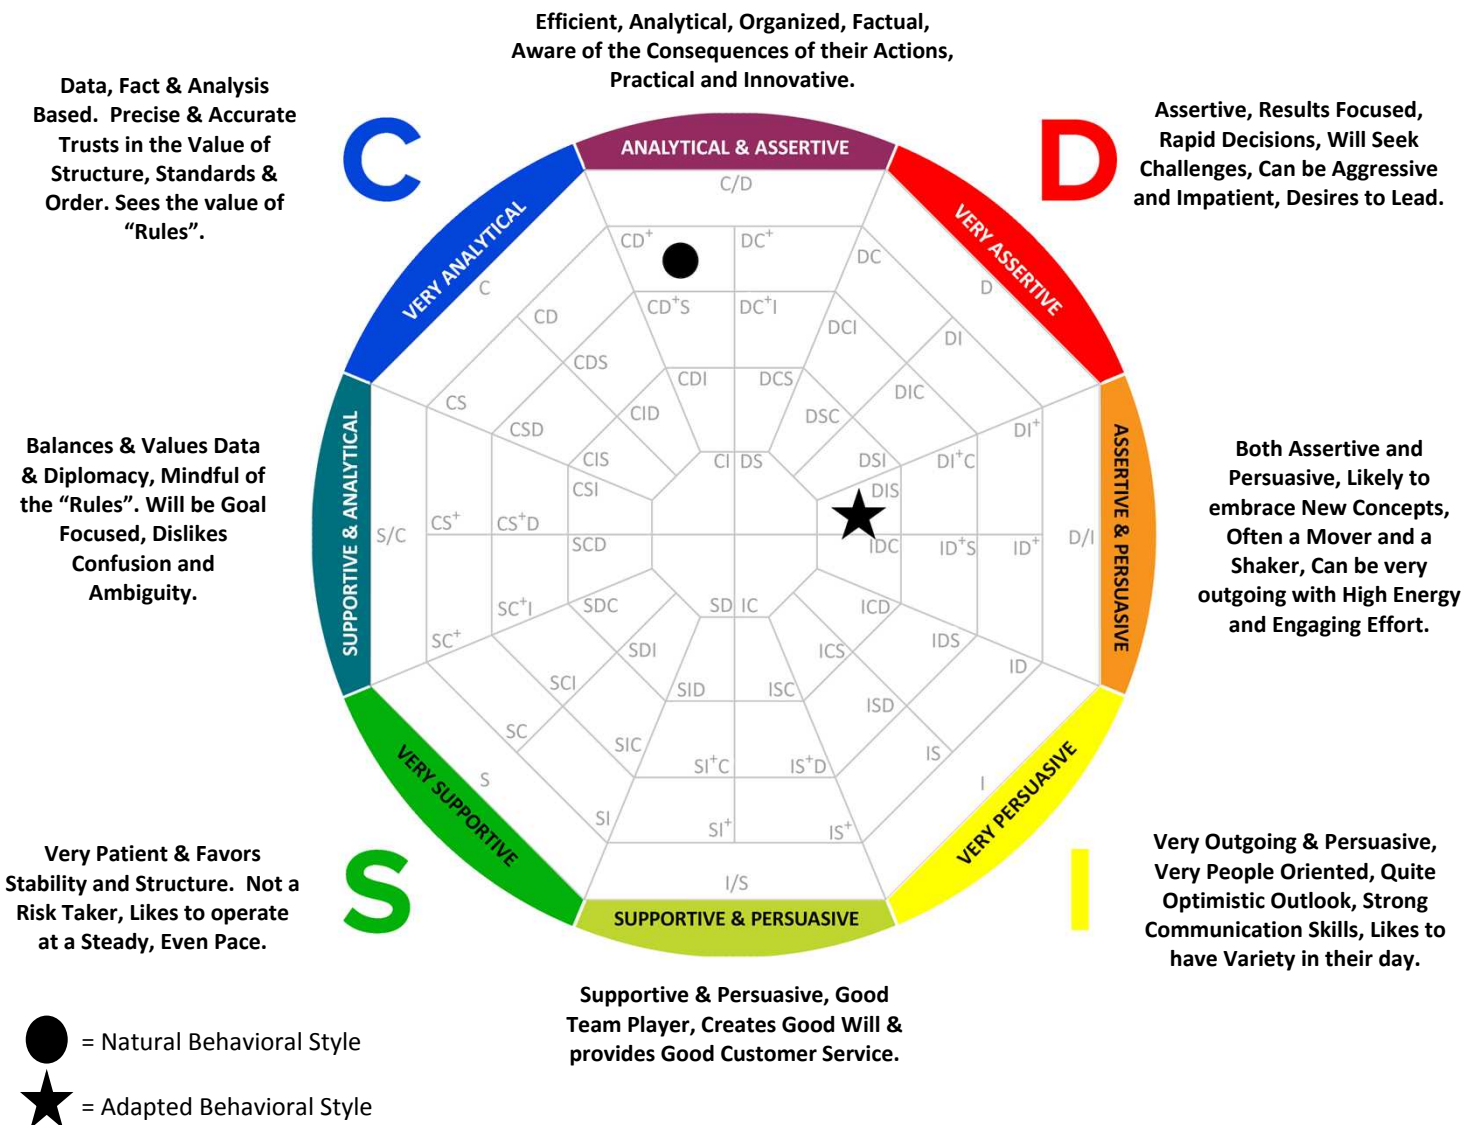 Efficient, Analytical, Organized, Factual,
Aware of the Consequences of their Actions,
Practical and Innovative.
Data, Fact & Analysis
Based. Precise & Accurate
Trusts in the Value of
Structure, Standards &
Order. Sees the value of
“Rules”.
C
D
Assertive, Results Focused,
Rapid Decisions, Will Seek
Challenges, Can be Aggressive
and Impatient, Desires to Lead.
ANALYTICAL & ASSERTIVE
VERY ANALYTICAL
VERY ASSERTIVE
C/D
CD+
DC+
DC
C
D
CD
CD+S
DC+I
DCI
DI
CDS
CDI
DCS
DIC
CS
CID
DSC
DI+
CSD
CIS
CI
DS
DSI
DI+C
CSI
DIS
S/C
CS+
CS+D
SCD
IDC
ID+S
ID+
D/I
SUPPORTIVE & ANALYTICAL
ASSERTIVE & PERSUASIVE
Balances & Values Data
& Diplomacy, Mindful of
the “Rules”. Will be Goal
Focused, Dislikes
Confusion and
Ambiguity.
Both Assertive and
Persuasive, Likely to
embrace New Concepts,
Often a Mover and a
Shaker, Can be very
outgoing with High Energy
and Engaging Effort.
SC+I
SDC
SD
IC
ICD
SC+
SDI
ICS
IDS
ID
SCI
SID
ISC
ISD
SC
SIC
SI+C
IS+D
IS
S
I
SI
SI+
IS+
I/S
VERY SUPPORTIVE
VERY PERSUASIVE
SUPPORTIVE & PERSUASIVE
Very Patient & Favors
Stability and Structure. Not a
Risk Taker, Likes to operate
at a Steady, Even Pace.
S
I
Very Outgoing & Persuasive,
Very People Oriented, Quite
Optimistic Outlook, Strong
Communication Skills, Likes to
have Variety in their day.
Supportive & Persuasive, Good
Team Player, Creates Good Will &
provides Good Customer Service.
= Natural Behavioral Style
= Adapted Behavioral Style